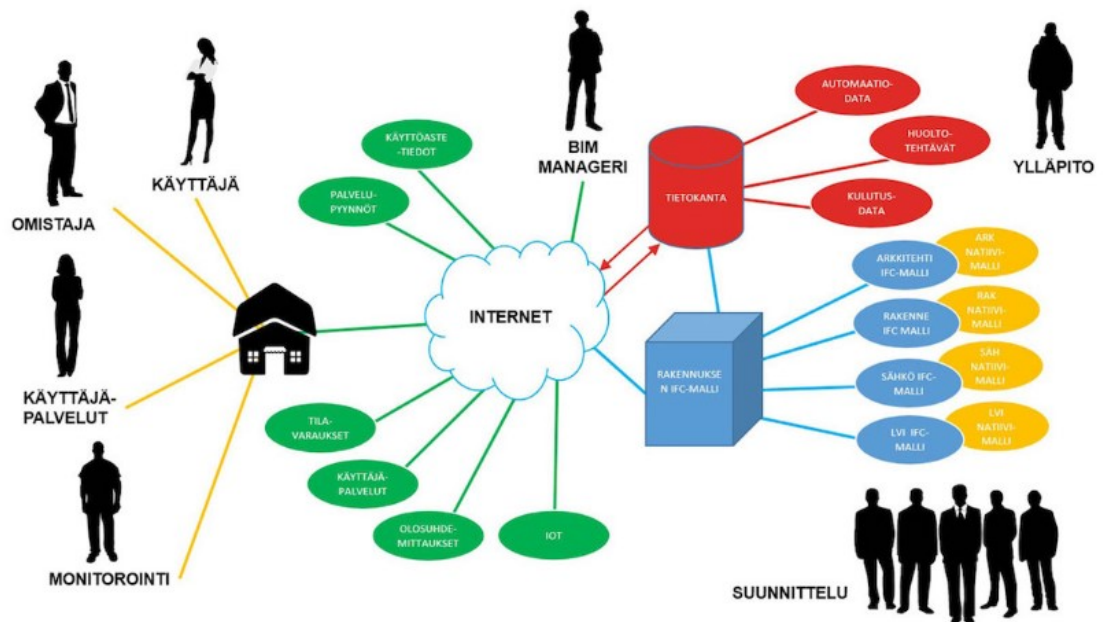 OMISTAJA
KÄYTTÄJÄ
KÄYTTÄJÄ-
PALVELUT
MONITOROINTI
KÄYTTÖASTE
-TIEDOT
PALVELU-
PYYNNÖT
INTERNET
TILA-
VARAUKSET
KÄYTTÄJÄ-
PALVELUT
OLOSUHDE-
MITTAUKSET
IOT
BIM
MANAGERI
TIETOKANTA
AUTOMAATIO-
DATA
HUOLTO-
TEHTÄVÄT
KULUTUS-
DATA
YLLÄPITO
RAKENNUKSE
N IFC-MALLI
ARKKITEHTI
IFC-MALLI
ARK
NATIIVI-
MALLI
RAKENNE
IFC MALLI
RAK
NATIIVI-
MALLI
SÄHKÖ IFC-
MALLI
SÄH
NATIIVI-
MALLI
LVI IFC-
MALLI
LVI
NATIIVI-
MALLI
SUUNNITTELU